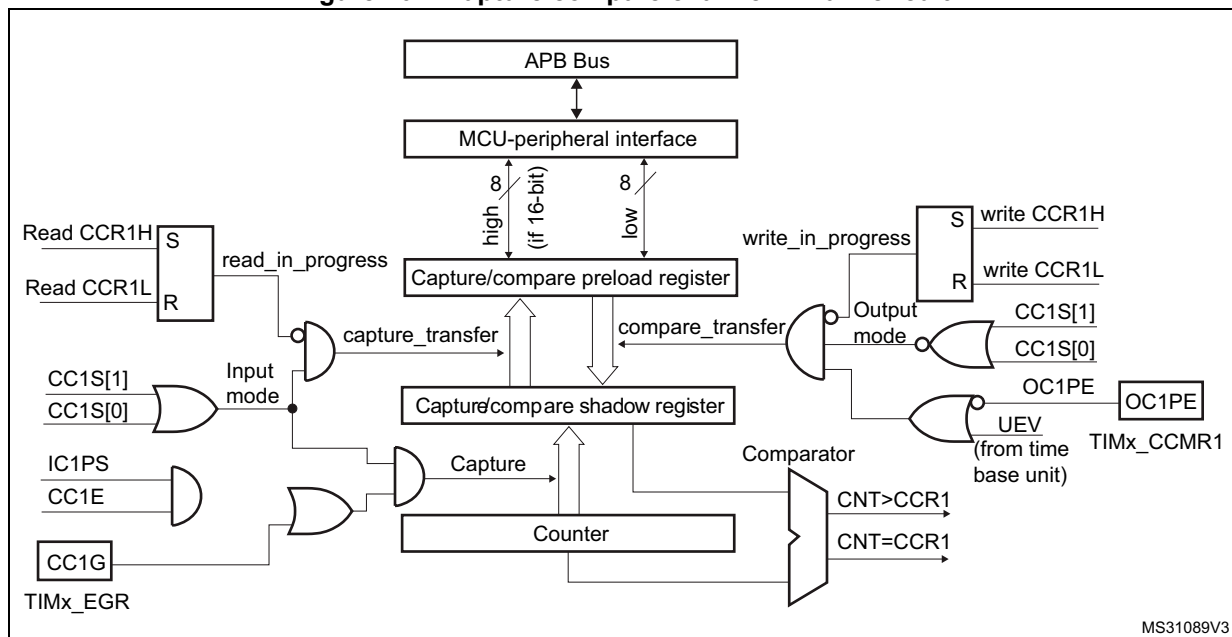 APB Bus
MCU-peripheral interface
8
high
(if 16-bit)
8
low
Read CCR1H
S
read_in_progress
Read CCR1L
R
write_in_progress
S
write CCR1H
R
write CCR1L
Capture/compare preload register
capture_transfer
compare_transfer
Output
mode
CC1S[1]
CC1S[0]
CC1S[1]
CC1S[0]
Input
mode
Capture/compare shadow register
OC1PE
OC1PE
UEV
(from time
base unit)
TIMx_CCMR1
IC1PS
CC1E
Capture
Comparator
CNT>CCR1
CNT=CCR1
Counter
CC1G
TIMx_EGR
MS31089V3